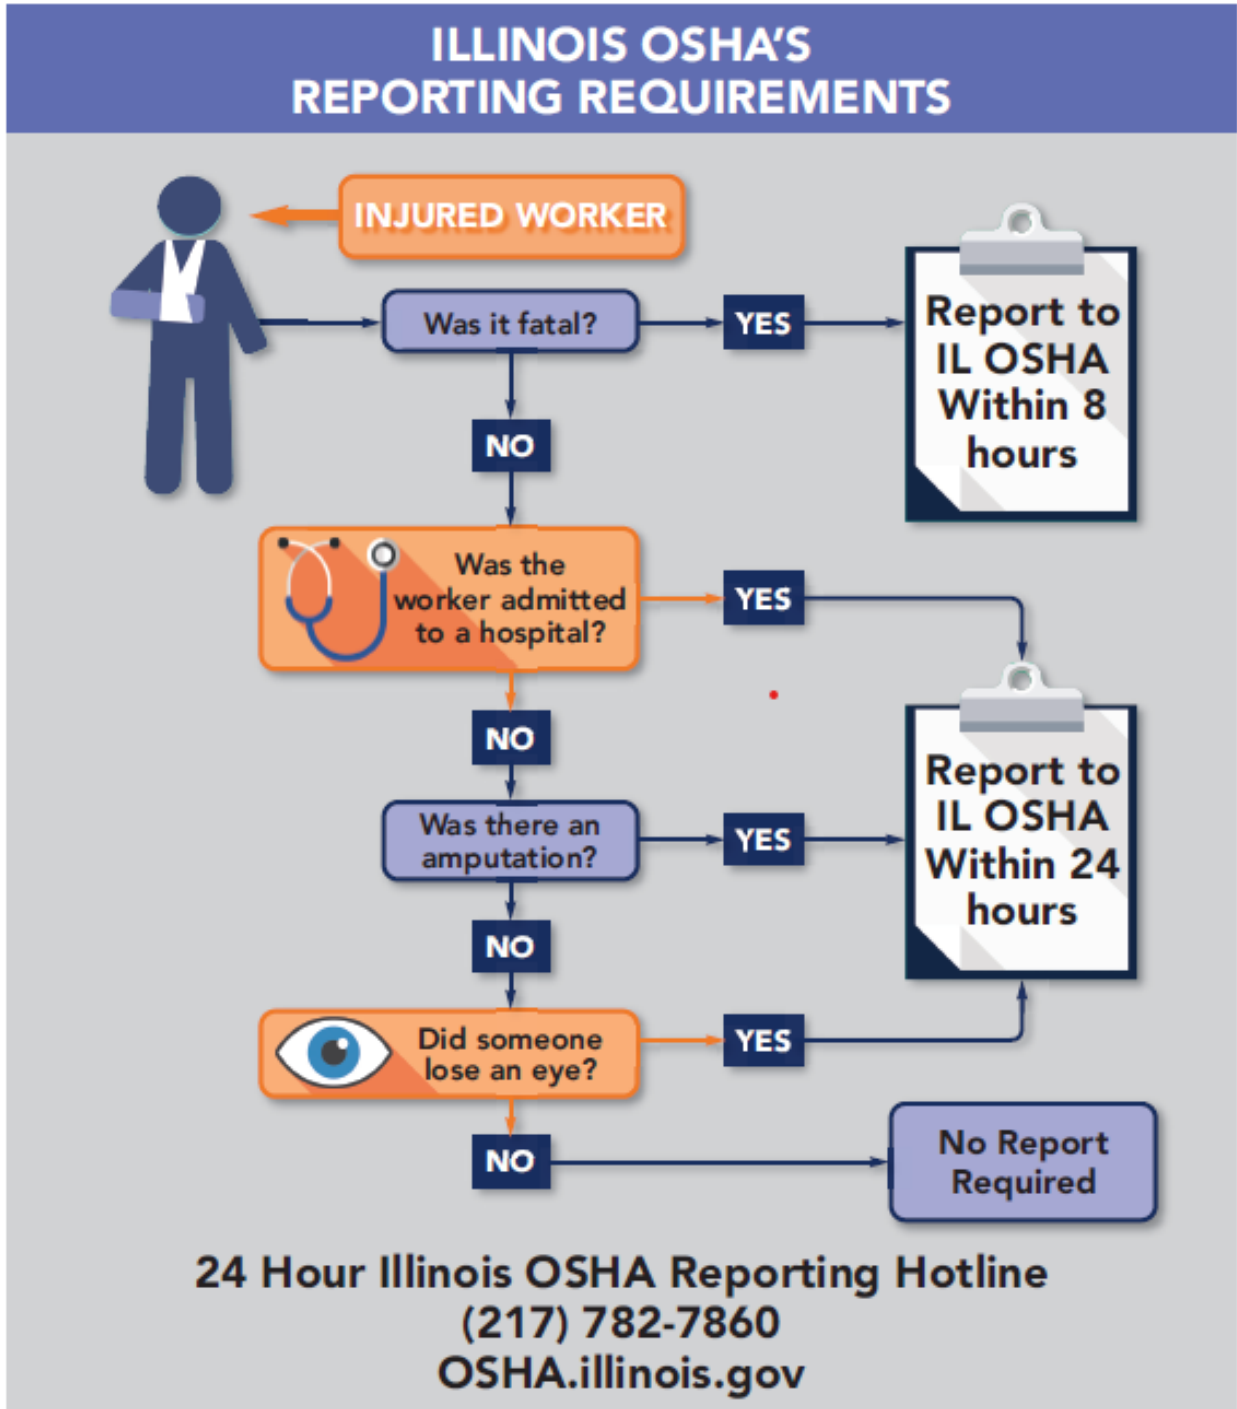 ILLINOIS OSHA'S
REPORTING REQUIREMENTS
INJURED WORKER
Was it fatal?
YES
Report to
IL OSHA
Within 8
hours
NO
Was the
worker admitted
to a hospital?
YES
NO
Was there an
amputation?
YES
Report to
IL OSHA
Within 24
hours
NO
Did someone
lose an eye?
YES
NO
No Report
Required
24 Hour Illinois OSHA Reporting Hotline
(217) 782-7860
OSHA.illinois.gov